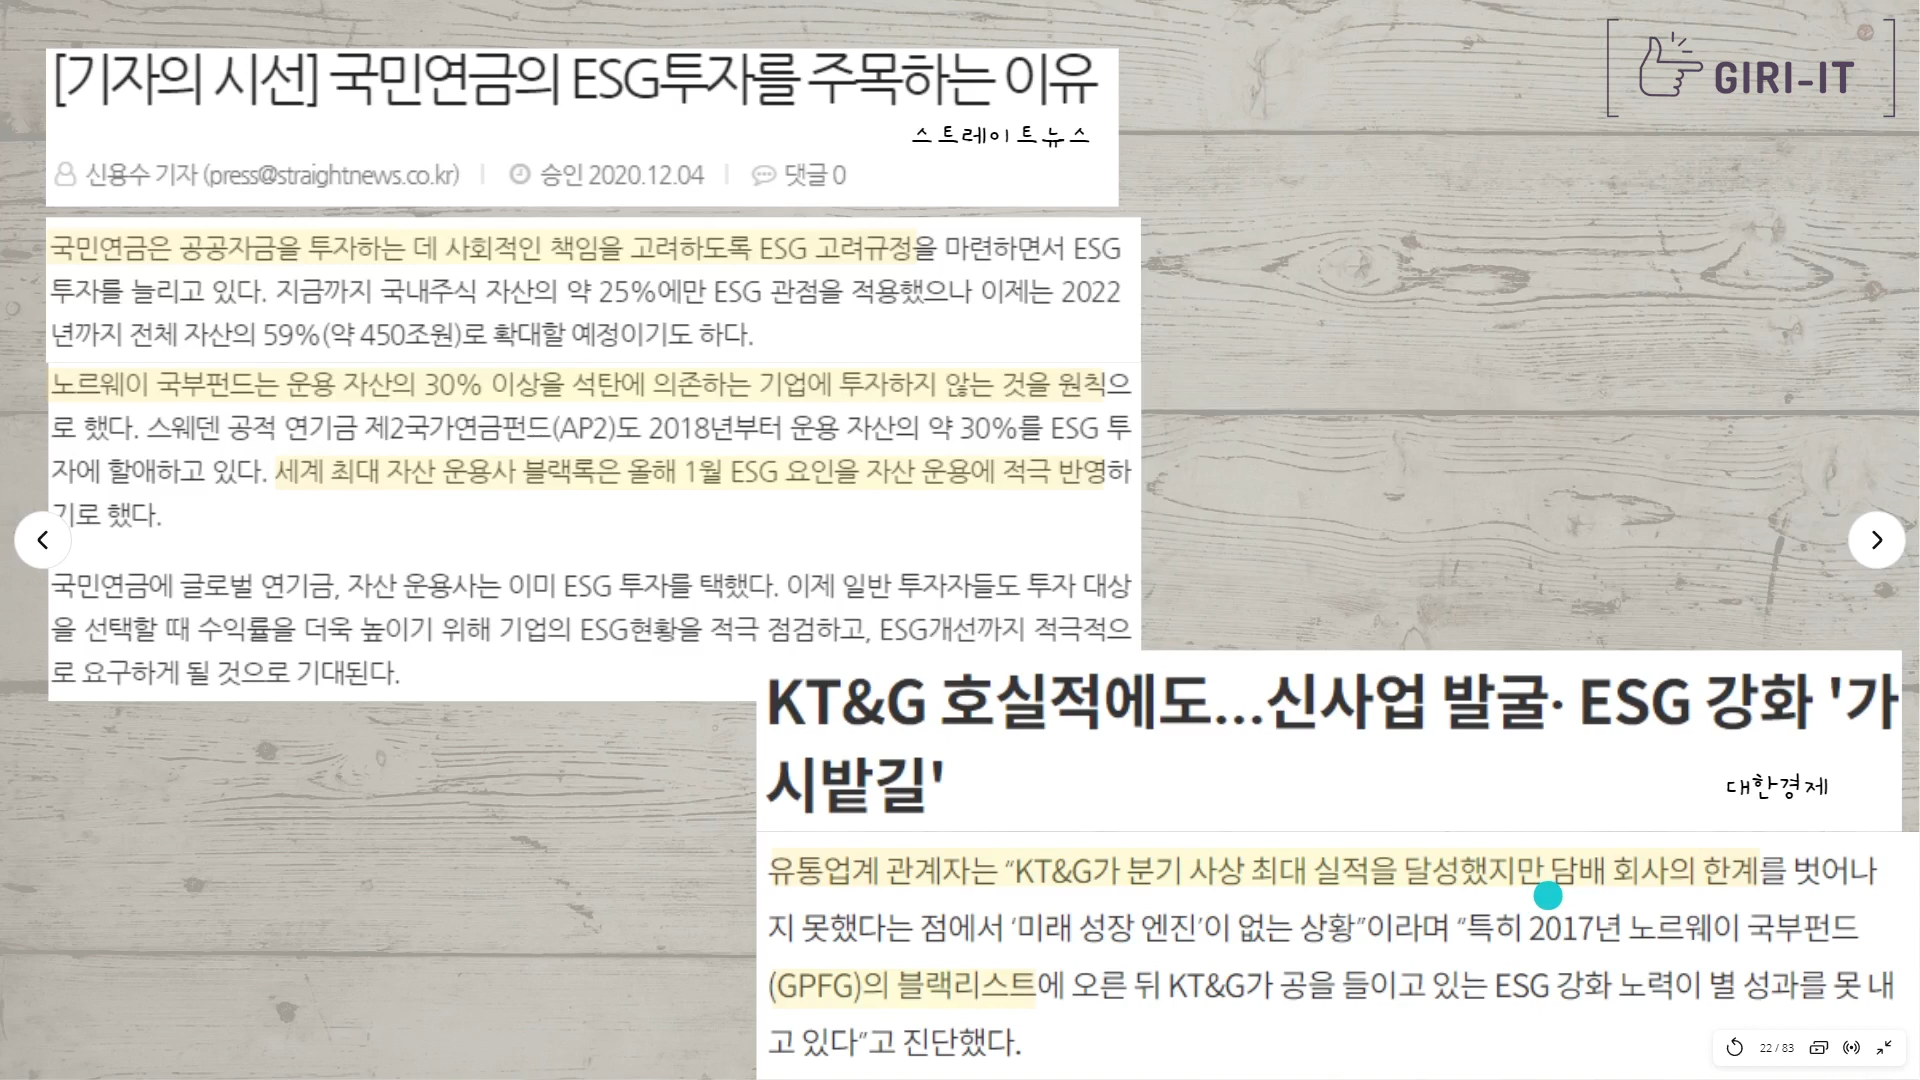 [기자의 시선] 국민연금의 ESG투자를 주목하는 이유
스트레이트뉴스
신용수 기자 (press@straightnews.co.kr) | 승인 2020.12.04 | 댓글 0
GIRI-IT
국민연금은 공공자금을 투자하는 데 사회적인 책임을 고려하도록 ESG 고려규정을 마련하면서 ESG
투자를 늘리고 있다. 지금까지 국내주식 자산의 약 25%에만 ESG 관점을 적용했으나 이제는 2022
년까지 전체 자산의 59%(약 450조원)로 확대할 예정이기도 하다.
노르웨이 국부펀드는 운용 자산의 30% 이상을 석탄에 의존하는 기업에 투자하지 않는 것을 원칙으
로 했다. 스웨덴 공적 연기금 제2국가연금펀드(AP2)도 2018년부터 운용 자산의 약 30%를 ESG 투
자에 할애하고 있다. 세계 최대 자산 운용사 블랙록은 올해 1월 ESG 요인을 자산 운용에 적극 반영하
기로 했다.
국민연금에 글로벌 연기금, 자산 운용사는 이미 ESG 투자를 택했다. 이제 일반 투자자들도 투자 대상
을 선택할 때 수익률을 더욱 높이기 위해 기업의 ESG현황을 적극 점검하고, ESG개선까지 적극적으
로 요구하게 될 것으로 기대된다.
KT&G 호실적에도...신사업 발굴· ESG 강화 '가
시밭길'
대한경제
유통업계 관계자는 “KT&G가 분기 사상 최대 실적을 달성했지만 담배 회사의 한계를 벗어나
지 못했다는 점에서 ‘미래 성장 엔진’이 없는 상황”이라며 “특히 2017년 노르웨이 국부펀드
(GPFG)의 블랙리스트에 오른 뒤 KT&G가 공을 들이고 있는 ESG 강화 노력이 별 성과를 못 내
고 있다”고 진단했다.
22 / 83